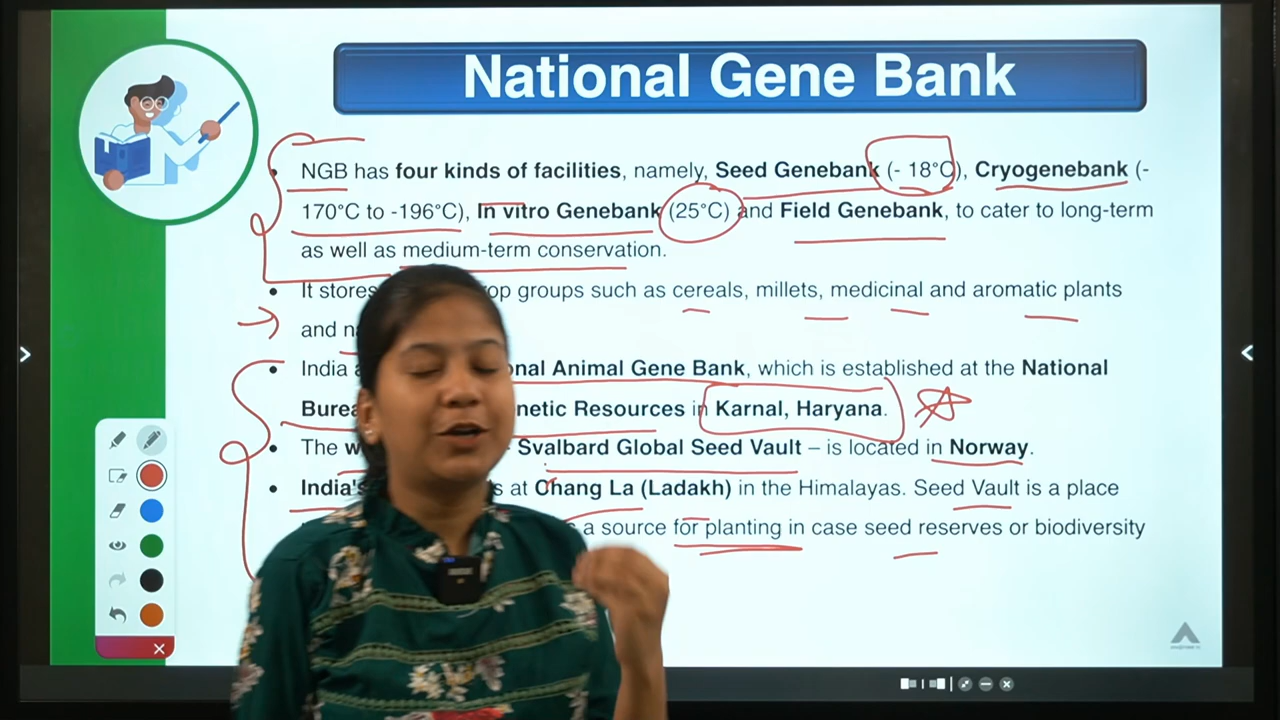 National Gene Bank
• NGB has four kinds of facilities, namely, Seed Genebank (- 18°C), Cryogenebank (-
170°C to -196°C), In vitro Genebank (25°C) and Field Genebank, to cater to long-term
as well as medium-term conservation.
• It stores op groups such as cereals, millets, medicinal and aromatic plants
and
• India onal Animal Gene Bank, which is established at the National
Burea netic Resources in Karnal, Haryana.
• The Svalbard Global Seed Vault – is located in Norway.
• India's at Chang La (Ladakh) in the Himalayas. Seed Vault is a place
a source for planting in case seed reserves or biodiversity